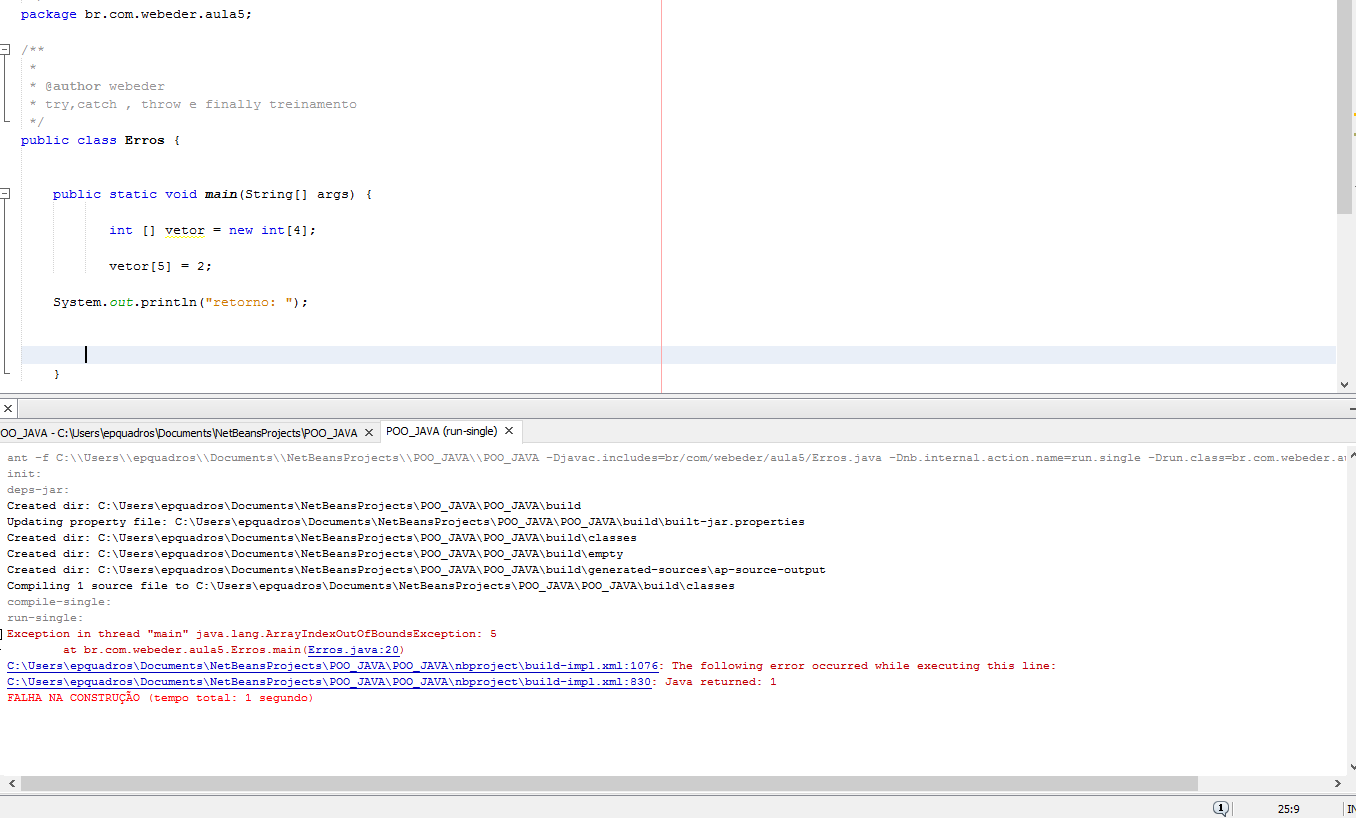 package br.com.webeder.aula5;
/**
*
* @author webeder
* try,catch , throw e finally treinamento
*/
public class Erros {
public static void main(String[] args) {
int [] vetor = new int[4];
vetor[5] = 2;
System.out.println("retorno: ");
}
OO_JAVA - C:\Users\epquadros\Documents\NetBeansProjects\POO_JAVA
POO_JAVA (run-single)
ant -f C:\\Users\\epquadros\\Documents\\NetBeansProjects\\POO_JAVA\\POO_JAVA -Djavac.includes=br/com/webeder/aula5/Erros.java -Dnb.internal.action.name=run.single -Drun.class=br.com.webeder.au
init:
deps-jar:
Created dir: C:\Users\epquadros\Documents\NetBeansProjects\POO_JAVA\POO_JAVA\build
Updating property file: C:\Users\epquadros\Documents\NetBeansProjects\POO_JAVA\POO_JAVA\build\built-jar.properties
Created dir: C:\Users\epquadros\Documents\NetBeansProjects\POO_JAVA\POO_JAVA\build\classes
Created dir: C:\Users\epquadros\Documents\NetBeansProjects\POO_JAVA\POO_JAVA\build\empty
Created dir: C:\Users\epquadros\Documents\NetBeansProjects\POO_JAVA\POO_JAVA\build\generated-sources\ap-source-output
Compiling 1 source file to C:\Users\epquadros\Documents\NetBeansProjects\POO_JAVA\POO_JAVA\build\classes
compile-single:
run-single:
Exception in thread "main" java.lang.ArrayIndexOutOfBoundsException: 5
at br.com.webeder.aula5.Erros.main(Erros.java:20)
C:\Users\epquadros\Documents\NetBeansProjects\POO_JAVA\POO_JAVA\nbproject\build-impl.xml:1076: The following error occurred while executing this line:
C:\Users\epquadros\Documents\NetBeansProjects\POO_JAVA\POO_JAVA\nbproject\build-impl.xml:830: Java returned: 1
FALHA NA CONSTRUÇÃO (tempo total: 1 segundo)
1
25:9
IN